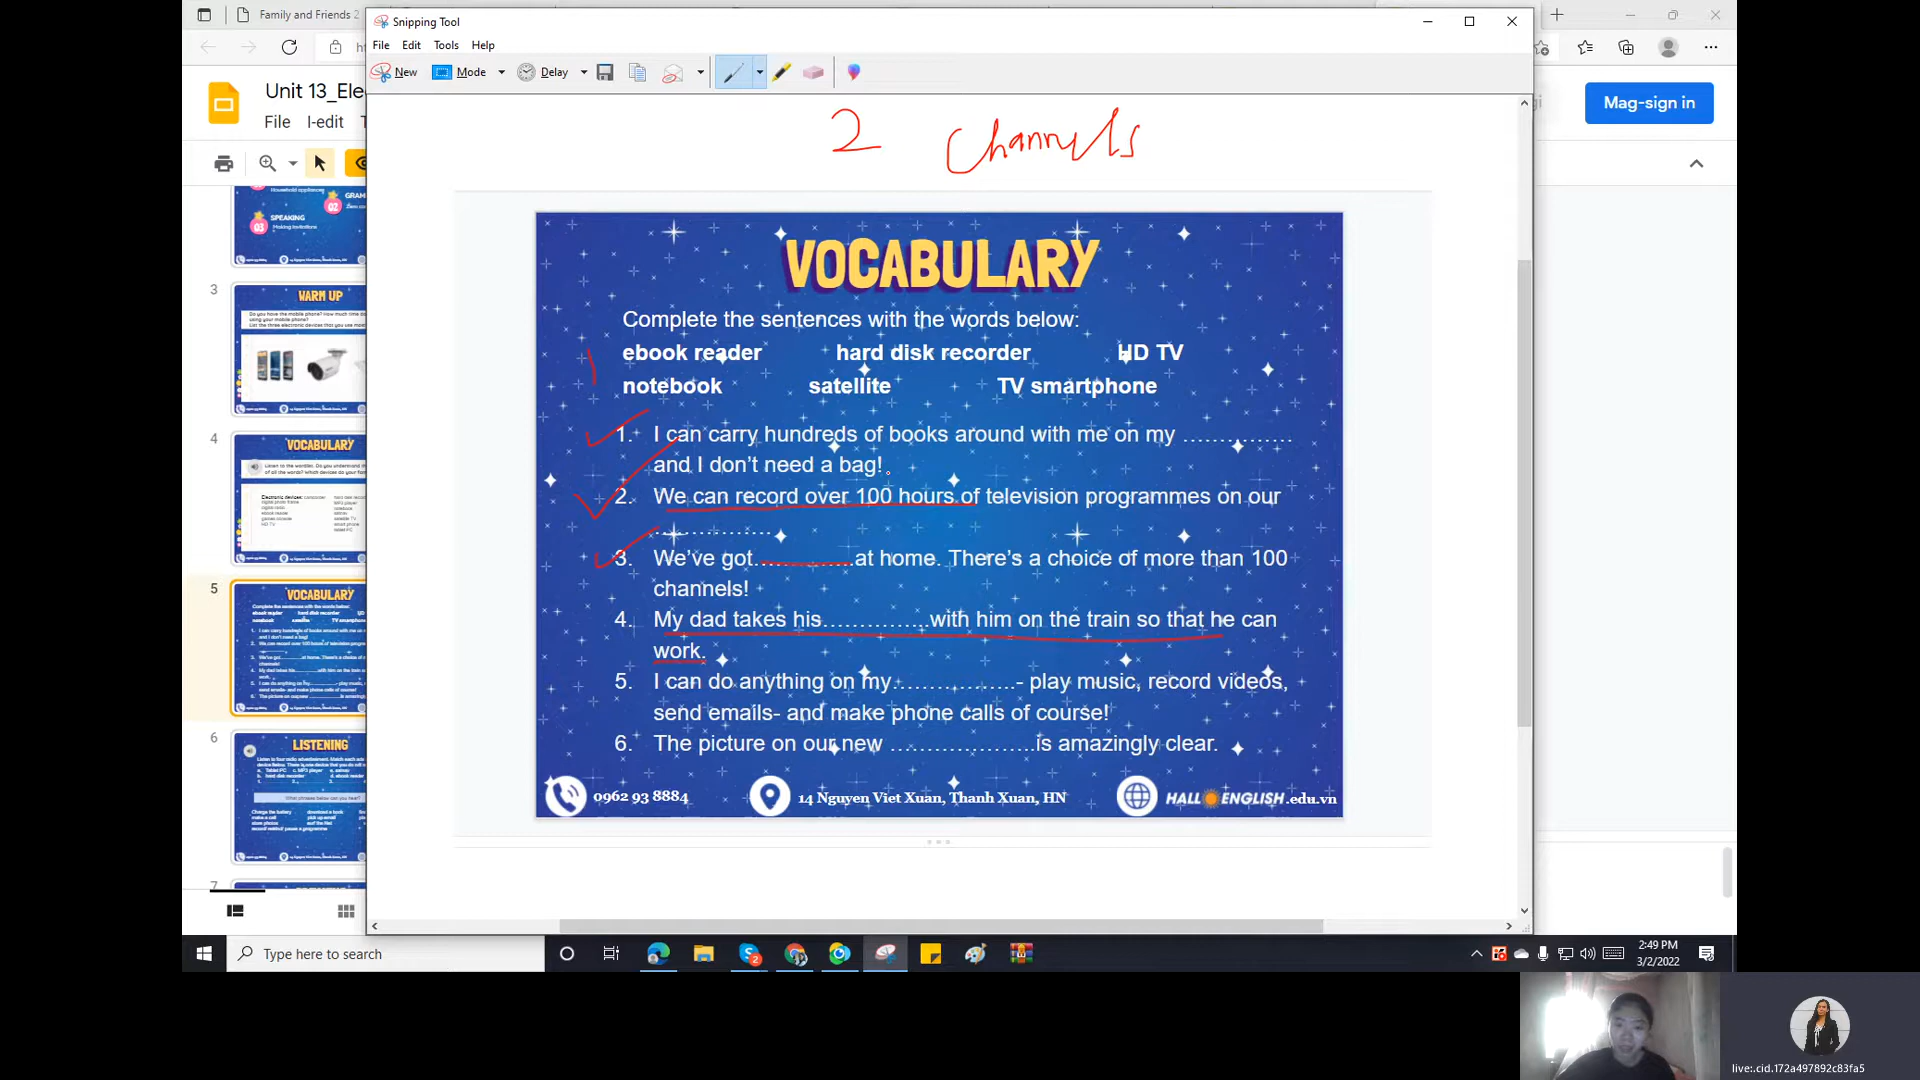 Family and Friends 2
Snipping Tool
File Edit Tools Help
New Mode Delay
Unit 13_Ele
File I-edit
Mag-sign in
2 channels
VOCABULARY
Complete the sentences with the words below:
ebook reader hard disk recorder HD TV
notebook satellite TV smartphone
1. I can carry hundreds of books around with me on my ……………
and I don't need a bag!
2. We can record over 100 hours of television programmes on our
………………
3. We've got……………at home. There's a choice of more than 100
channels!
4. My dad takes his……………with him on the train so that he can
work.
5. I can do anything on my………………- play music, record videos,
send emails- and make phone calls of course!
6. The picture on our new …………………is amazingly clear.
0962 93 8884 14 Nguyen Viet Xuan, Thanh Xuan, HN HALLO ENGLISH.edu.vn
02 GRAM
03 SPEAKING
Making Invitations
3 WARM UP
4 VOCABULARY
5 VOCABULARY
6 LISTENING
7
Type here to search
2:49 PM
3/2/2022
live:.cid.172a497892c83fa5